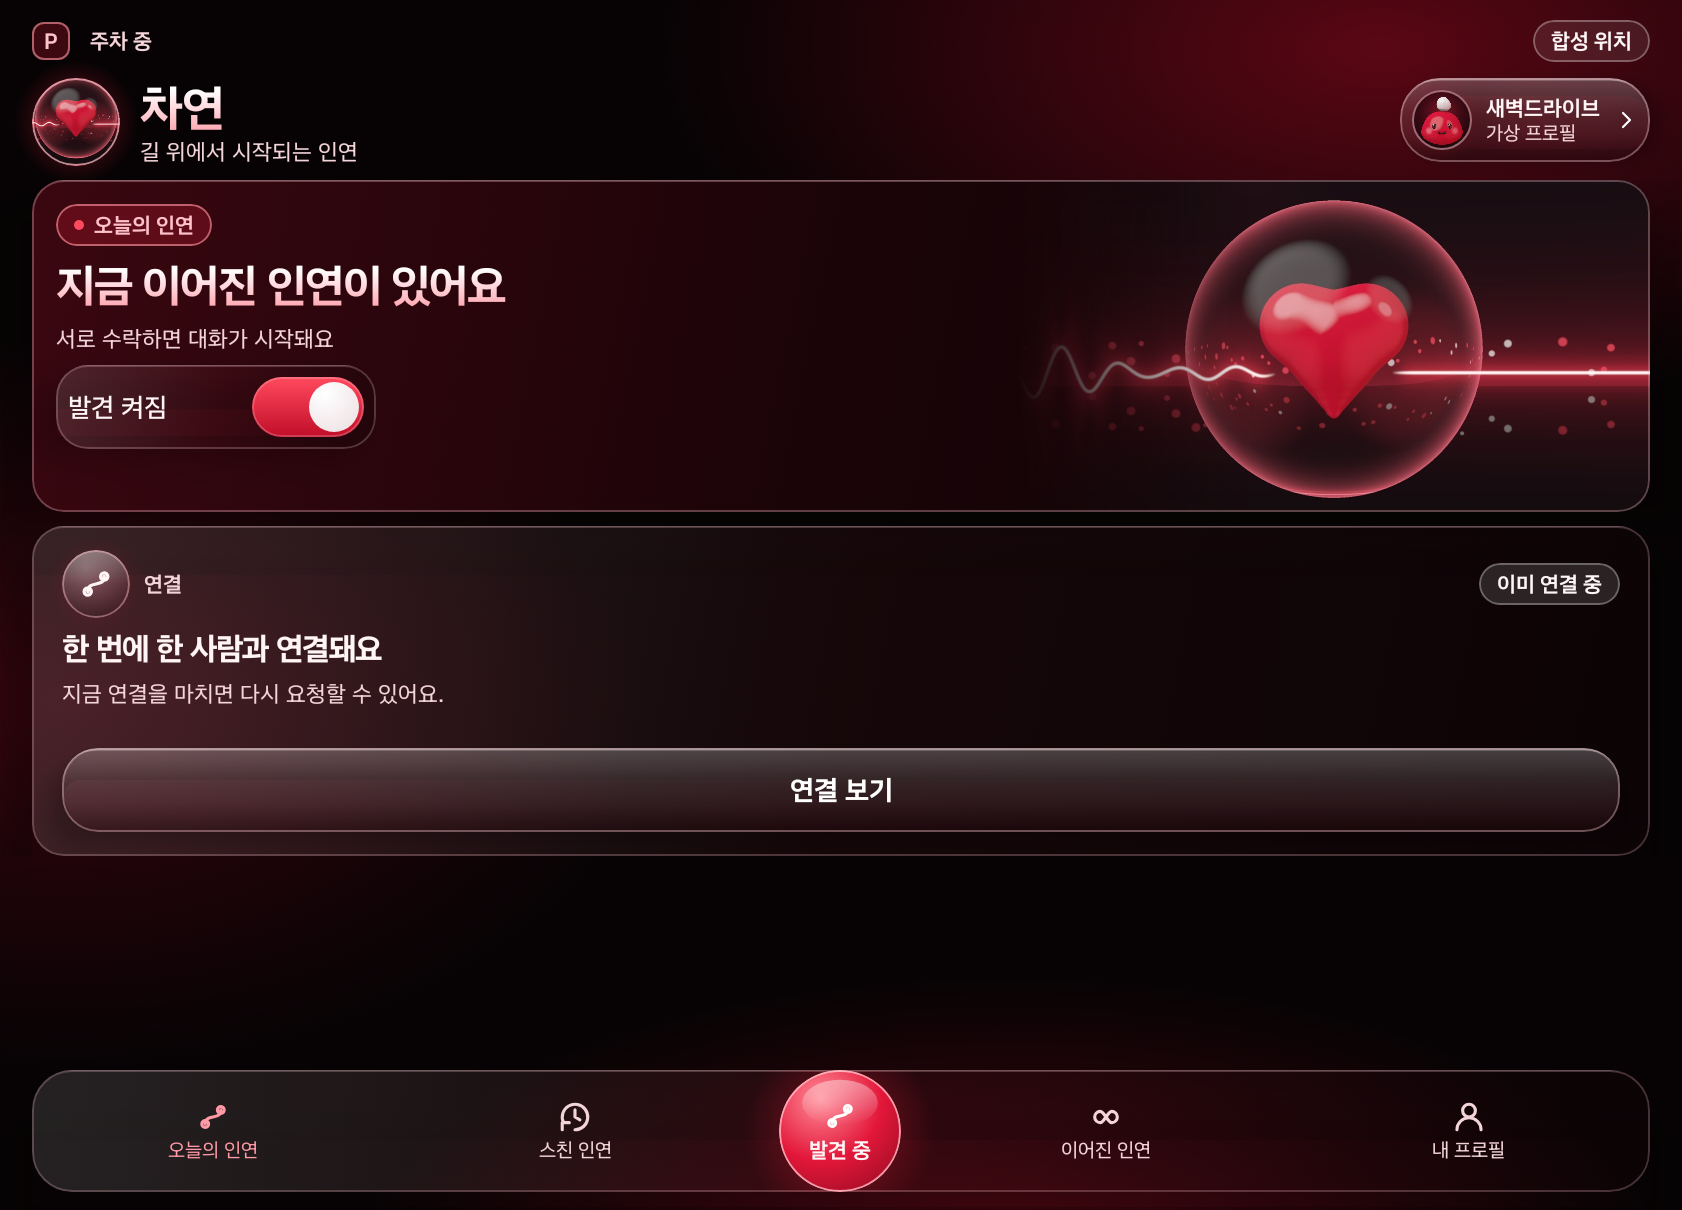 P 주차 중
합성 위치
차연
길 위에서 시작되는 인연
새벽드라이브
가상 프로필
오늘의 인연
지금 이어진 인연이 있어요
서로 수락하면 대화가 시작돼요
발견 켜짐
연결
이미 연결 중
한 번에 한 사람과 연결돼요
지금 연결을 마치면 다시 요청할 수 있어요.
연결 보기
오늘의 인연
스친 인연
발견 중
이어진 인연
내 프로필